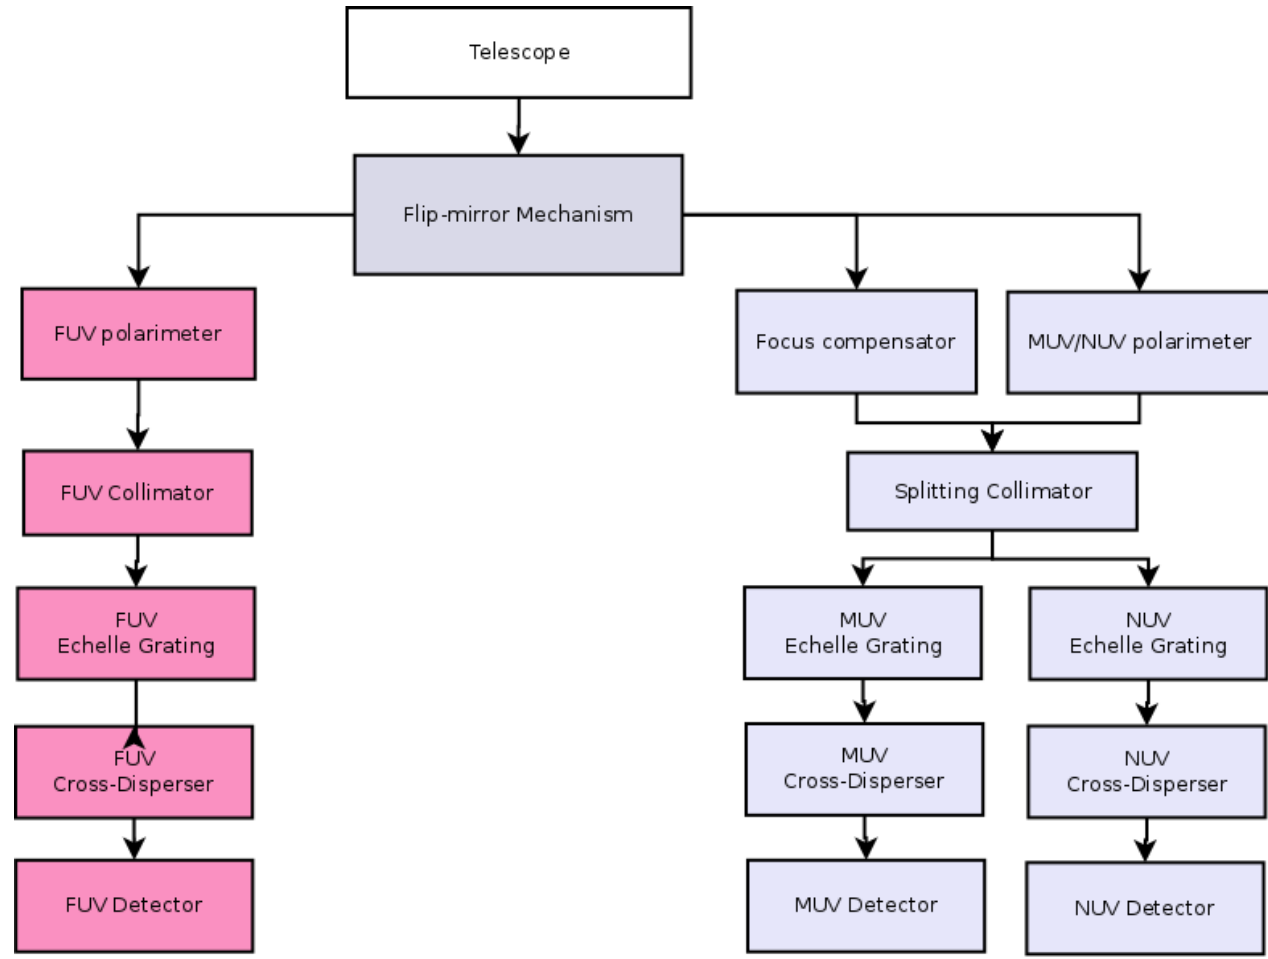 Telescope
Flip-mirror Mechanism
FUV polarimeter
Focus compensator
MUV/NUV polarimeter
FUV Collimator
Splitting Collimator
FUV
Echelle Grating
MUV
Echelle Grating
NUV
Echelle Grating
FUV
Cross-Disperser
MUV
Cross-Disperser
NUV
Cross-Disperser
FUV Detector
MUV Detector
NUV Detector